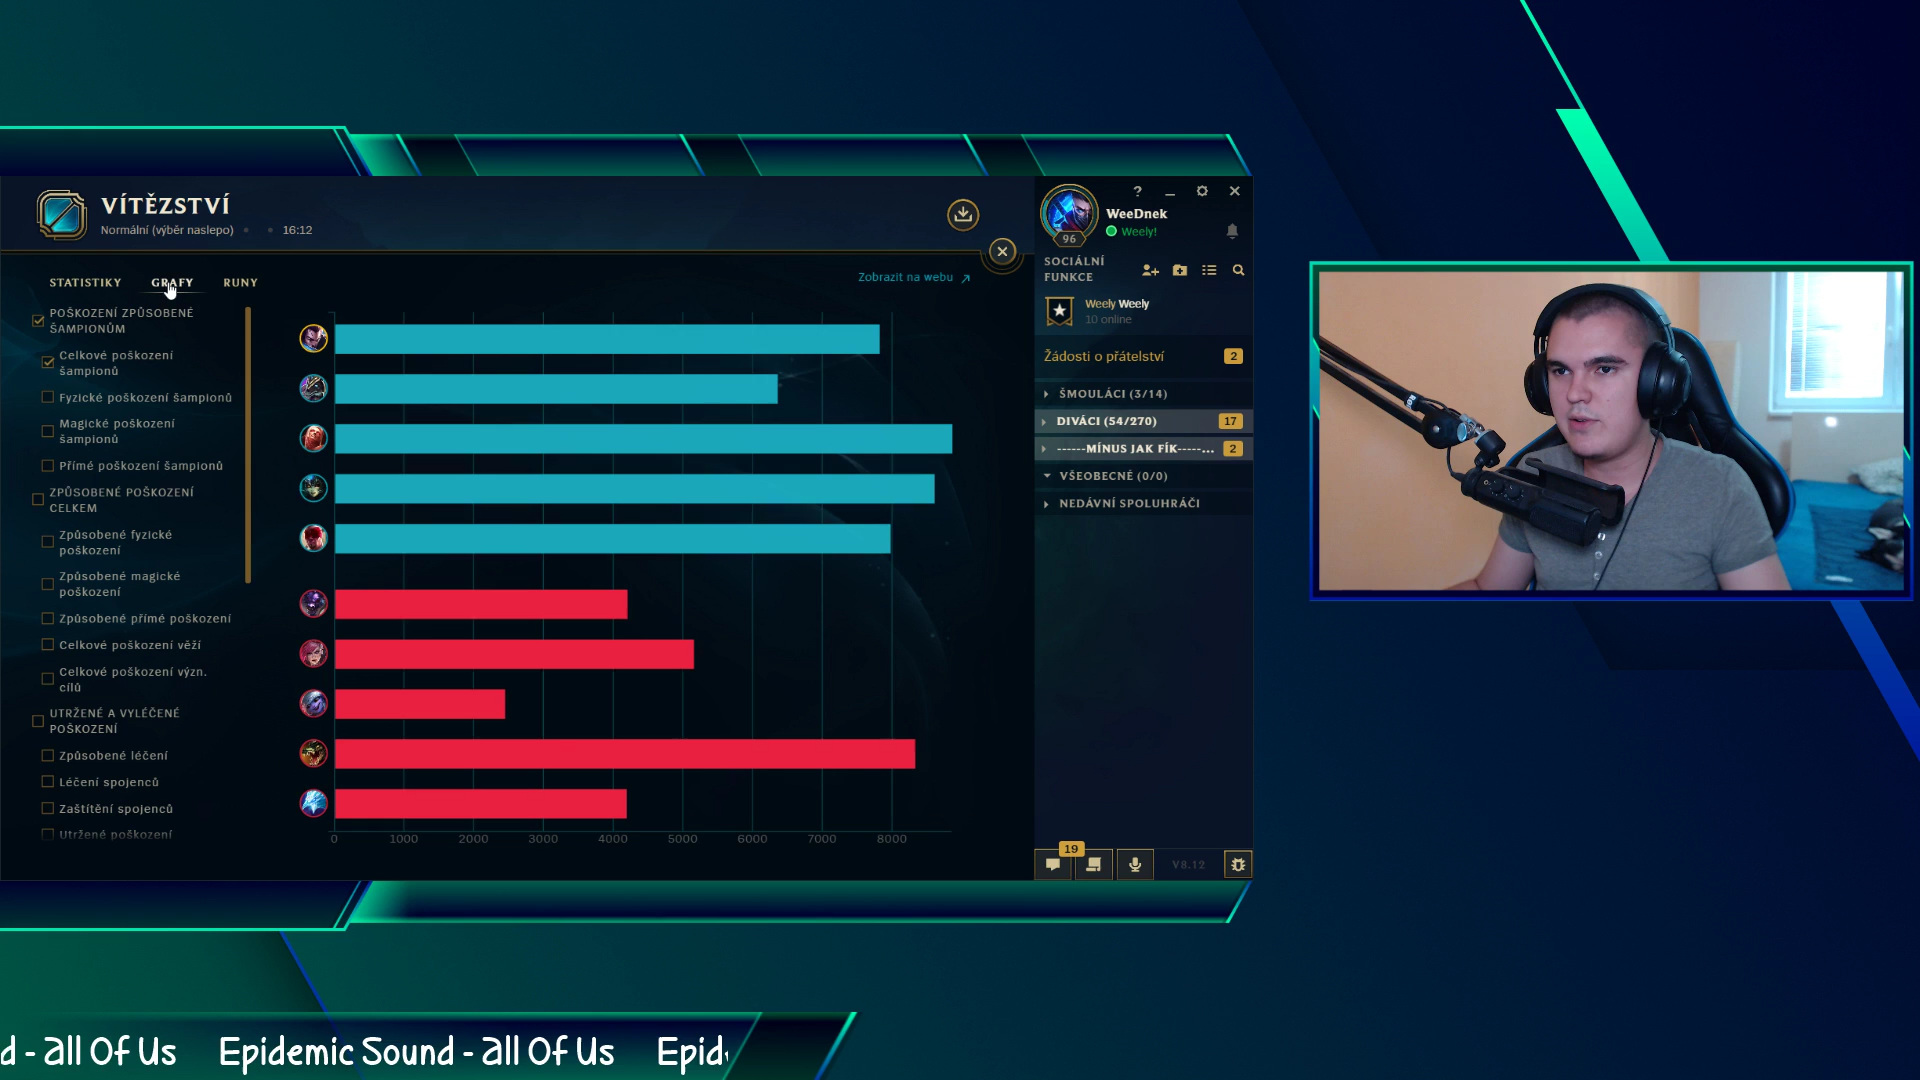 VÍTĚZSTVÍ
Normální (výběr naslepo)
16:12
STATISTIKY
GRAFY
RUNY
Zobrazit na webu
POŠKOZENÍ ZPŮSOBENÉ
ŠAMPIONŮM
Celkové poškození
šampionů
Fyzické poškození šampionů
Magické poškození
šampionů
Přímé poškození šampionů
ZPŮSOBENÉ POŠKOZENÍ
CELKEM
Způsobené fyzické
poškození
Způsobené magické
poškození
Způsobené přímé poškození
Celkové poškození věží
Celkové poškození význ.
cílů
UTRŽENÉ A VYLÉČENÉ
POŠKOZENÍ
Způsobené léčení
Léčení spojenců
Zaštítění spojenců
Utržené poškození
0 1000 2000 3000 4000 5000 6000 7000 8000
?
96
WeeDnek
Weely!
SOCIÁLNÍ
FUNKCE
Weely Weely
10 online
Žádosti o přátelství 2
ŠMOULÁCI (3/14)
DIVÁCI (54/270) 17
------MÍNUS JAK FÍK-----... 2
VŠEOBECNÉ (0/0)
NEDÁVNÍ SPOLUHRÁČI
19
V8.12
d - all Of Us Epidemic Sound - all Of Us Epid